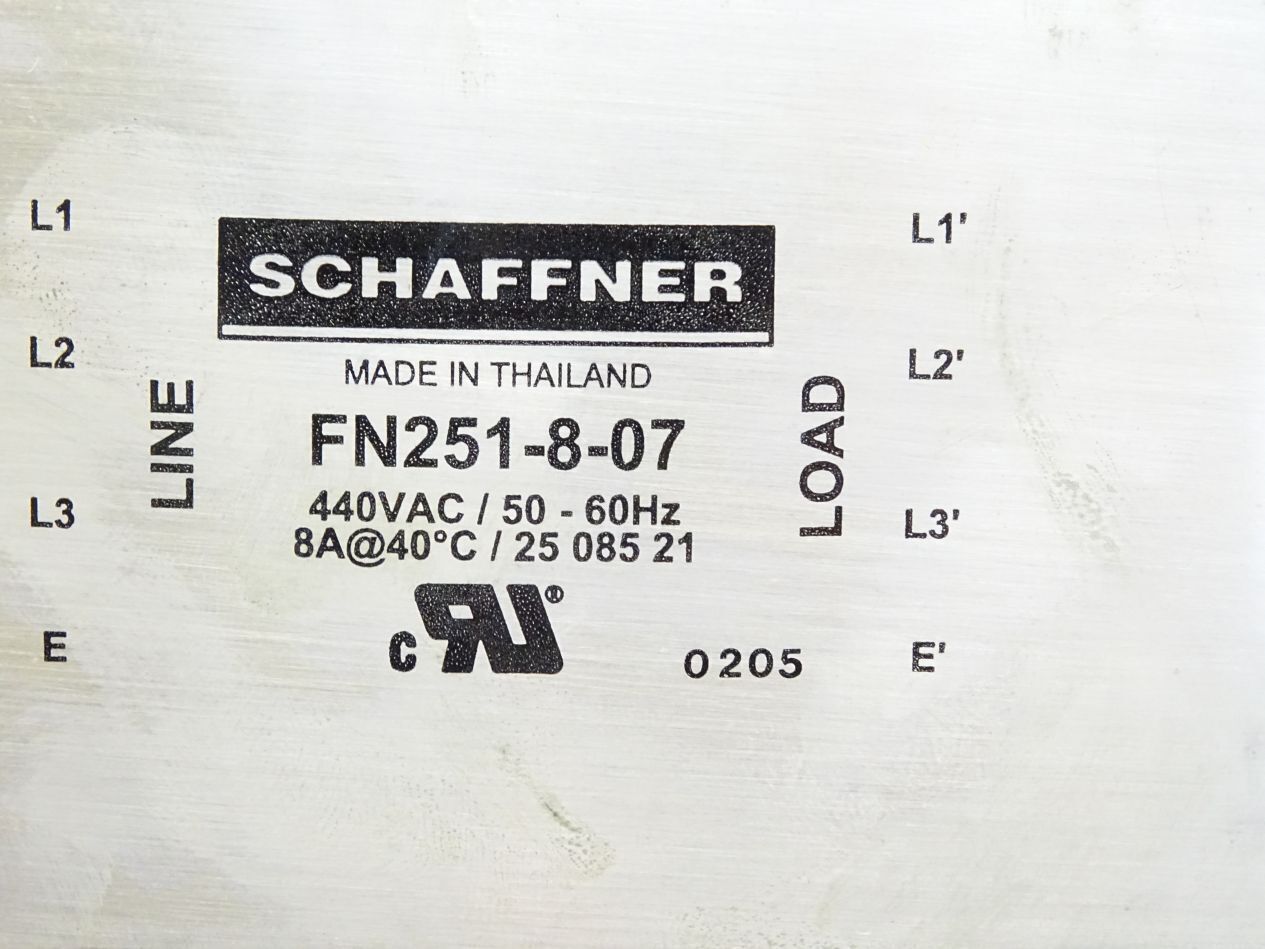 L1
L2
L3
E
LINE
SCHAFFNER
MADE IN THAILAND
FN251-8-07
440VAC / 50 - 60Hz
8A@40°C / 25 085 21
c RU®
0205
LOAD
L1'
L2'
L3'
E'